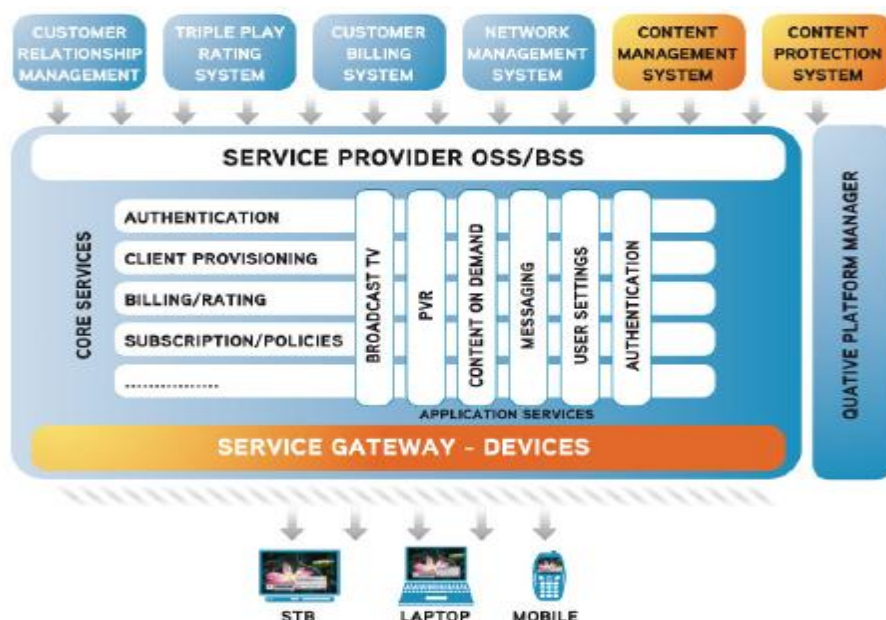 CUSTOMER
RELATIONSHIP
MANAGEMENT
TRIPLE PLAY
RATING
SYSTEM
CUSTOMER
BILLING
SYSTEM
NETWORK
MANAGEMENT
SYSTEM
CONTENT
MANAGEMENT
SYSTEM
CONTENT
PROTECTION
SYSTEM
SERVICE PROVIDER OSS/BSS
CORE SERVICES
AUTHENTICATION
CLIENT PROVISIONING
BILLING/RATING
SUBSCRIPTION/POLICIES
----------------
BROADCAST TV
PVR
CONTENT ON DEMAND
MESSAGING
USER SETTINGS
AUTHENTICATION
APPLICATION SERVICES
QUATIVE PLATFORM MANAGER
SERVICE GATEWAY - DEVICES
STB
LAPTOP
MOBILE